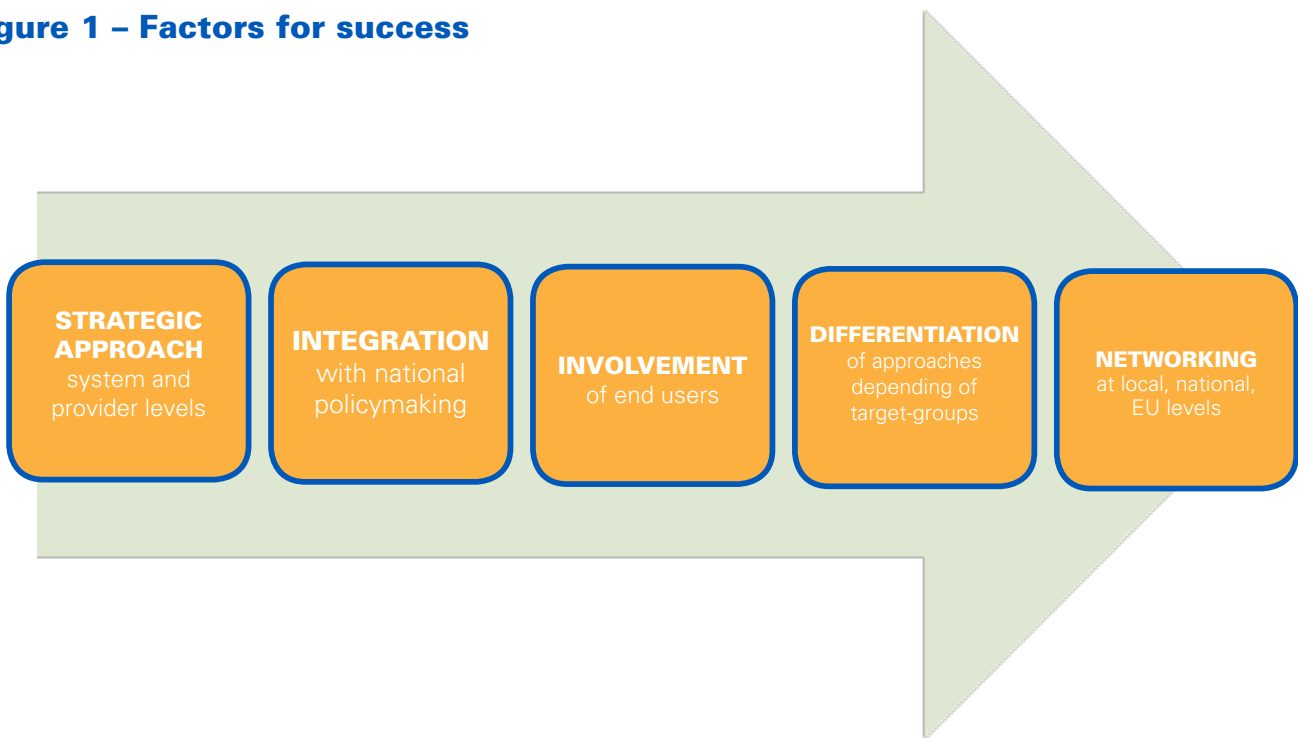 gure 1 – Factors for success
STRATEGIC
APPROACH
system and
provider levels
INTEGRATION
with national
policymaking
INVOLVEMENT
of end users
DIFFERENTIATION
of approaches
depending of
target-groups
NETWORKING
at local, national,
EU levels